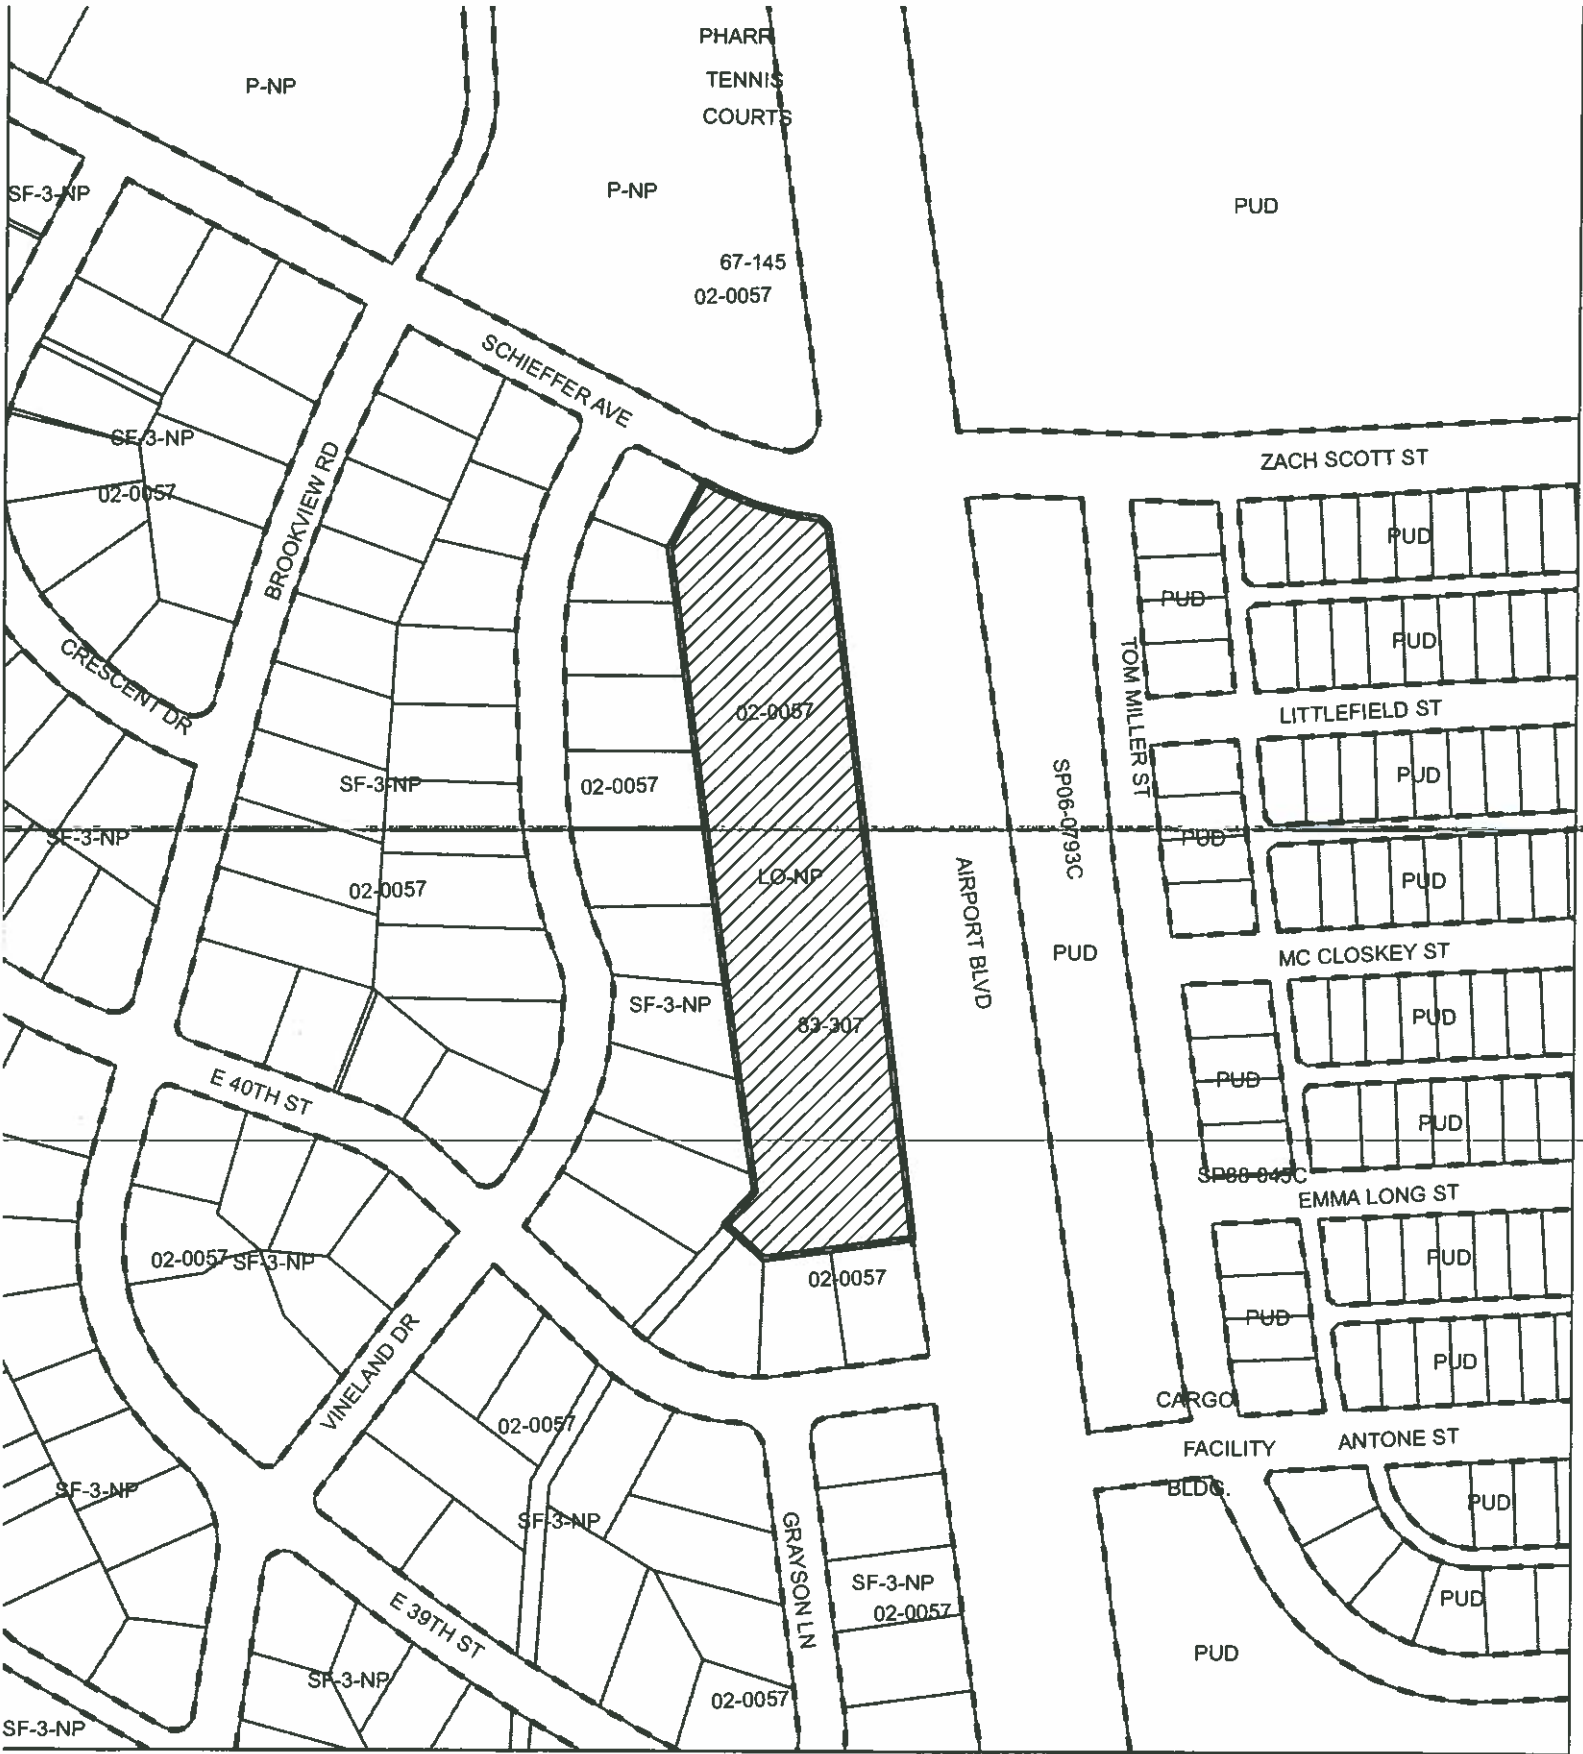 PHARR
TENNIS
COURTS
P-NP
P-NP
SF-3-NP
PUD
67-145
02-0057
SCHIEFFER AVE
SF-3-NP
02-0057
BROOKVIEW RD
ZACH SCOTT ST
PUD
PUD
PUD
CRESCENT DR
TOM MILLER ST
LITTLEFIELD ST
02-0057
SF-3-NP
02-0057
SP06-0793C
PUD
SF-3-NP
PUD
02-0057
LO-NP
PUD
AIRPORT BLVD
PUD
MC CLOSKEY ST
SF-3-NP
83-307
PUD
E 40TH ST
PUD
PUD
SP88-045C
EMMA LONG ST
02-0057
SF-3-NP
02-0057
PUD
PUD
VINELAND DR
PUD
CARGO
FACILITY
BLDG.
ANTONE ST
02-0057
SF-3-NP
SF-3-NP
PUD
GRAYSON LN
SF-3-NP
02-0057
PUD
E 39TH ST
PUD
SF-3-NP
02-0057
SF-3-NP